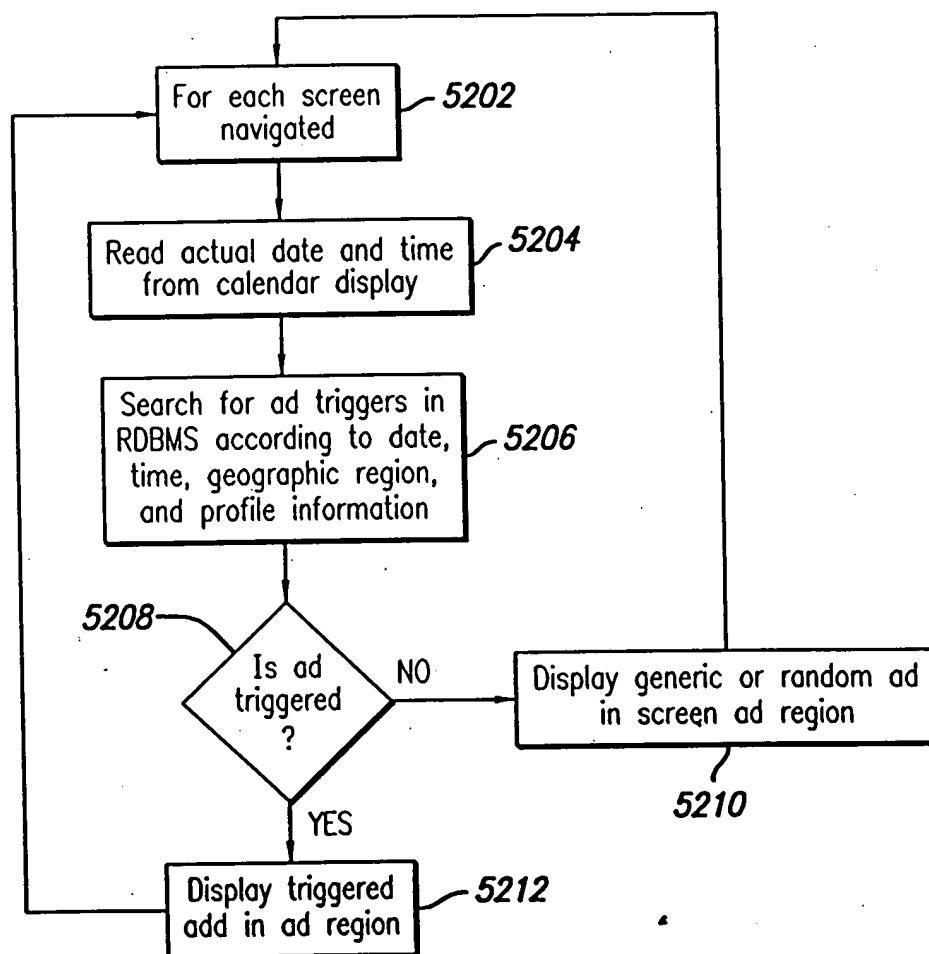 For each screen
navigated
5202
Read actual date and time
from calendar display
5204
Search for ad triggers in
RDBMS according to date,
time, geographic region,
and profile information
5206
5208
Is ad
triggered
?
NO
Display generic or random ad
in screen ad region
5210
YES
Display triggered
add in ad region
5212